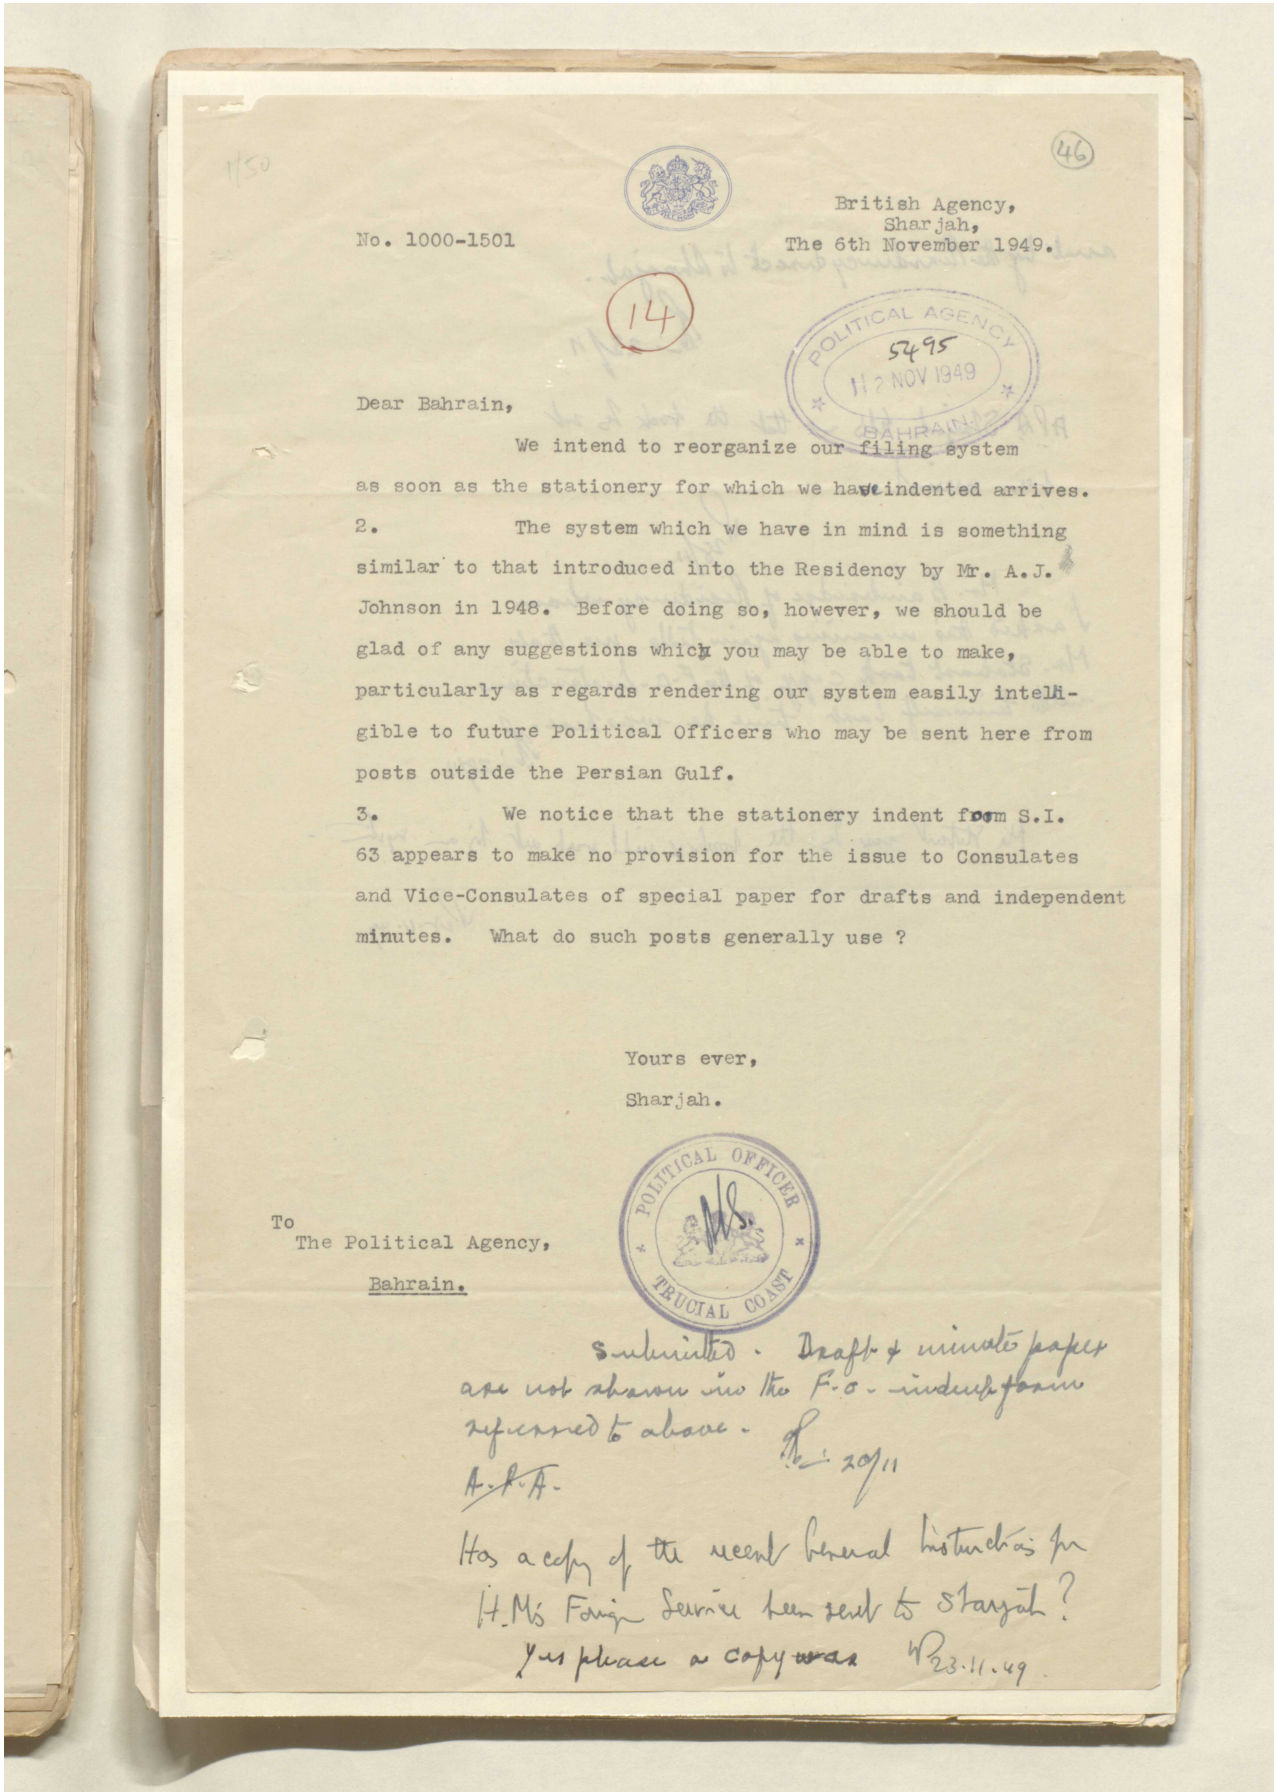 1/50
46
British Agency,
Sharjah,
No. 1000-1501
The 6th November 1949.
14
POLITICAL AGENCY
5495
12 NOV 1949
BAHRAIN
Dear Bahrain,
We intend to reorganize our filing system
as soon as the stationery for which we have indented arrives.
2. The system which we have in mind is something
similar to that introduced into the Residency by Mr. A.J.
Johnson in 1948. Before doing so, however, we should be
glad of any suggestions which you may be able to make,
particularly as regards rendering our system easily intelli-
gible to future Political Officers who may be sent here from
posts outside the Persian Gulf.
3. We notice that the stationery indent from S.I.
63 appears to make no provision for the issue to Consulates
and Vice-Consulates of special paper for drafts and independent
minutes. What do such posts generally use ?
Yours ever,
Sharjah.
POLITICAL OFFICER
TRUCIAL COAST
To
The Political Agency,
Bahrain.
Submitted. Draft & minute paper
are not shown in the F.O. indent form
referred to above.
20/11
A.P.A.
Has a copy of the recent General Instructions for
H.M's Foreign Service been sent to Sharjah?
Yes please a copy was
23.11.49.